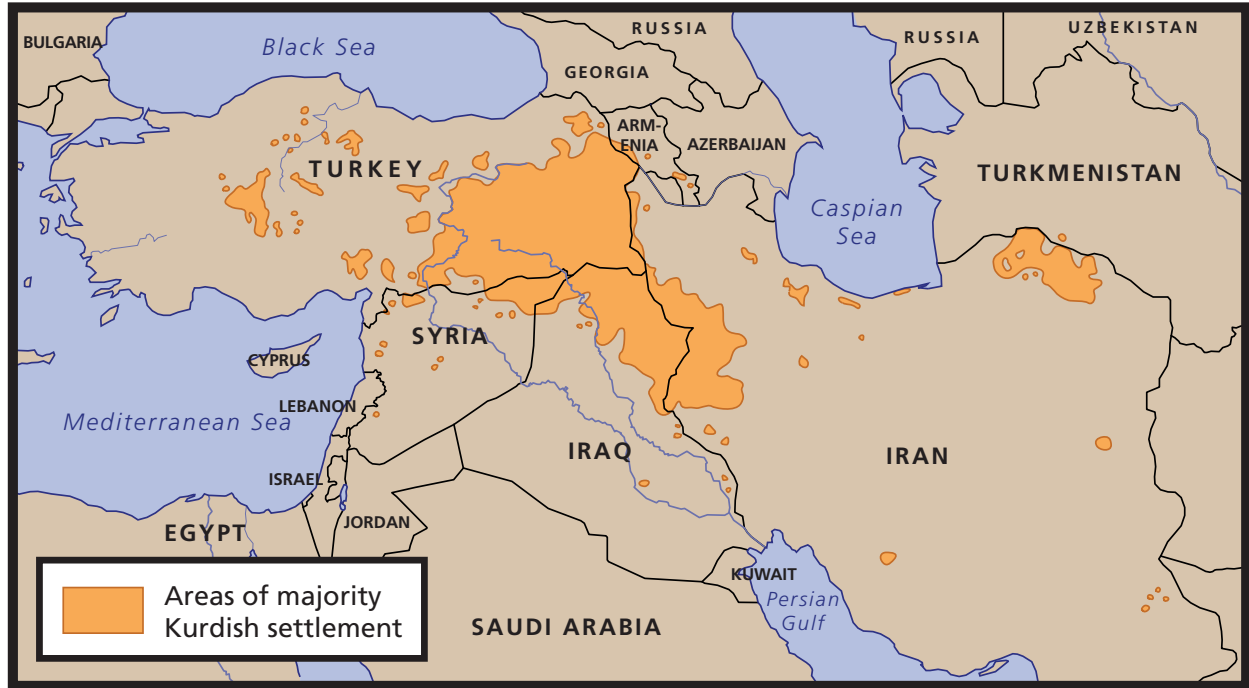 BULGARIA
Black Sea
RUSSIA
RUSSIA
UZBEKISTAN
GEORGIA
ARM-
ENIA
AZERBAIJAN
TURKEY
TURKMENISTAN
Caspian
Sea
SYRIA
CYPRUS
LEBANON
Mediterranean Sea
IRAQ
IRAN
ISRAEL
JORDAN
EGYPT
KUWAIT
Persian
Gulf
SAUDI ARABIA
Areas of majority
Kurdish settlement